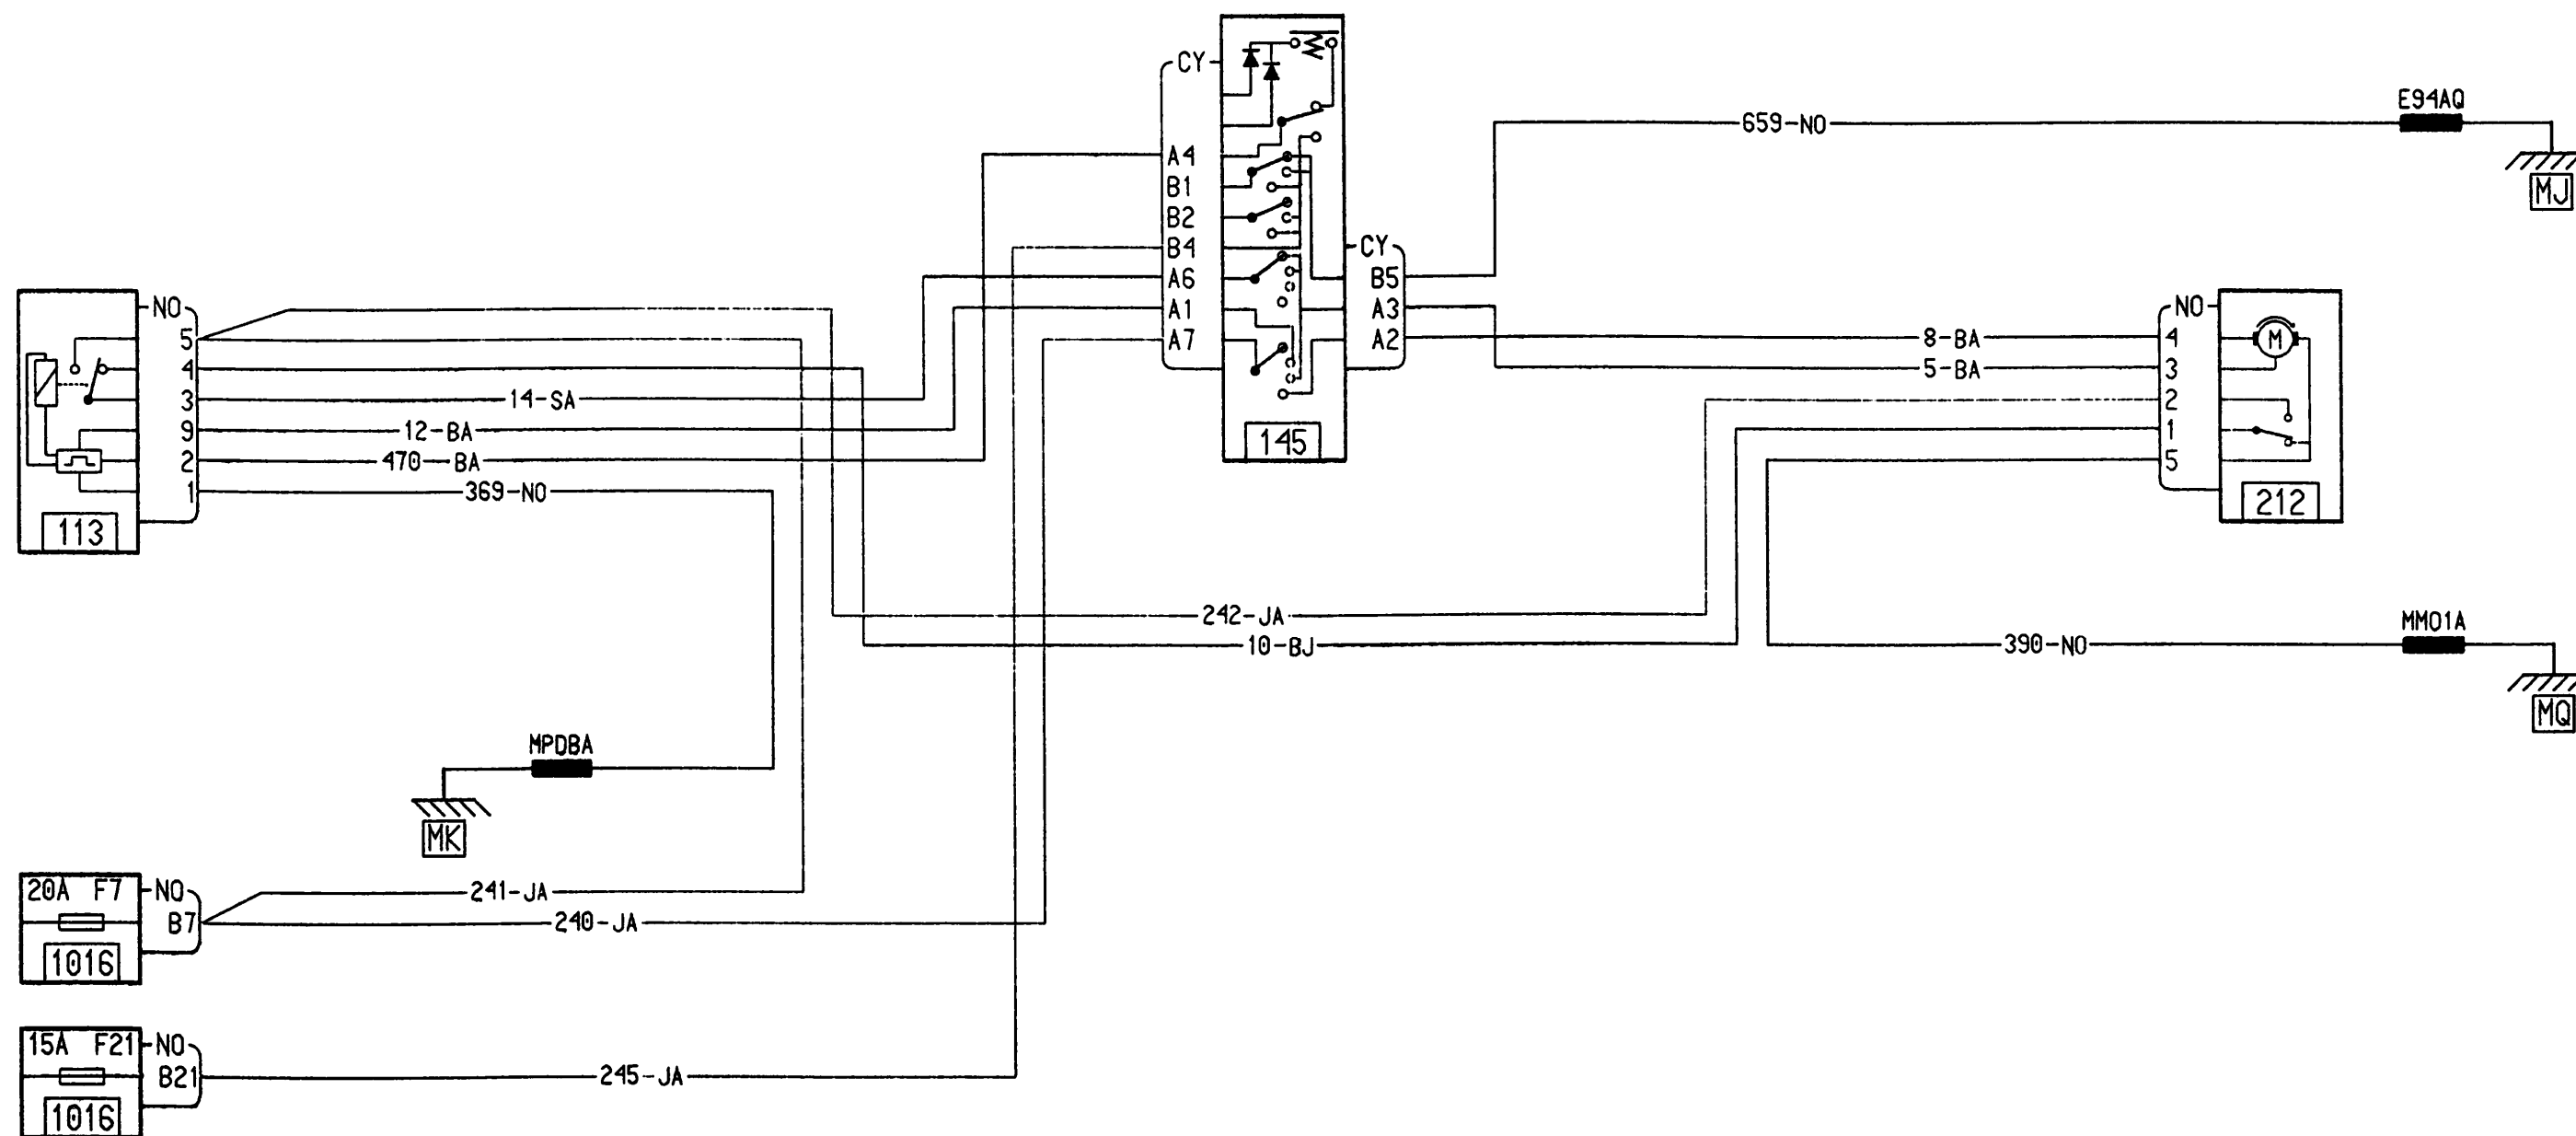 CY
A4
B1
B2
B4
A6
A1
A7
145
CY
B5
A3
A2
659-NO
E94AQ
MJ
NO
5
4
3
9
2
1
113
14-SA
12-BA
470-BA
369-NO
8-BA
5-BA
NO
4
3
2
1
5
M
212
242-JA
10-BJ
390-NO
MM01A
MQ
MPDBA
MK
20A F7
NO
B7
1016
241-JA
240-JA
15A F21
NO
B21
1016
245-JA